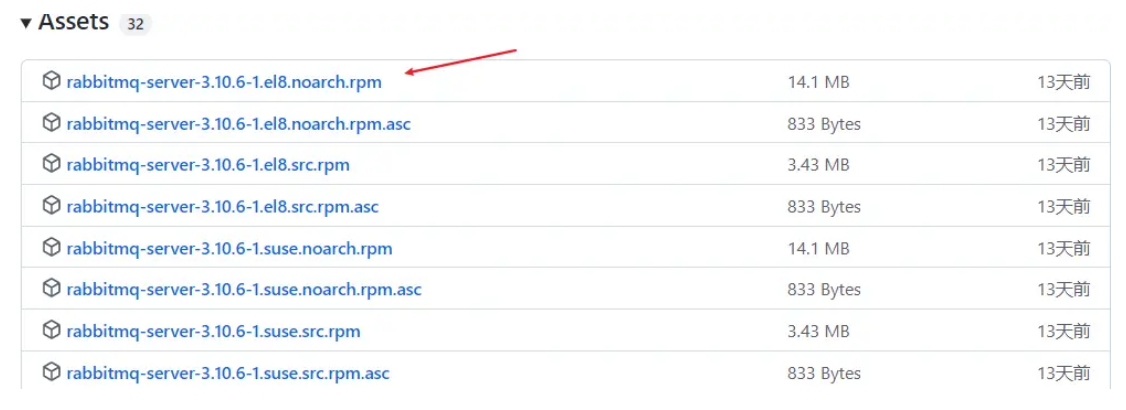 Assets 32
rabbitmq-server-3.10.6-1.el8.noarch.rpm 14.1 MB 13天前
rabbitmq-server-3.10.6-1.el8.noarch.rpm.asc 833 Bytes 13天前
rabbitmq-server-3.10.6-1.el8.src.rpm 3.43 MB 13天前
rabbitmq-server-3.10.6-1.el8.src.rpm.asc 833 Bytes 13天前
rabbitmq-server-3.10.6-1.suse.noarch.rpm 14.1 MB 13天前
rabbitmq-server-3.10.6-1.suse.noarch.rpm.asc 833 Bytes 13天前
rabbitmq-server-3.10.6-1.suse.src.rpm 3.43 MB 13天前
rabbitmq-server-3.10.6-1.suse.src.rpm.asc 833 Bytes 13天前